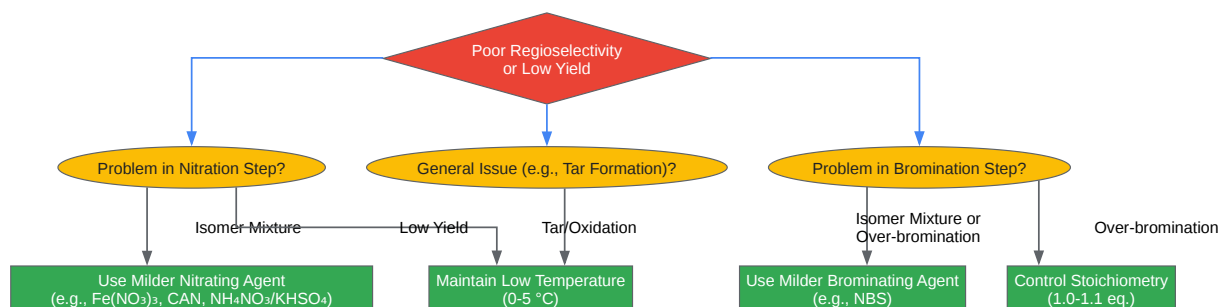 Poor Regioselectivity
or Low Yield
Problem in Nitration Step?
General Issue (e.g., Tar Formation)?
Problem in Bromination Step?
Isomer Mixture
Low Yield
Tar/Oxidation
Isomer Mixture or
Over-bromination
Over-bromination
Use Milder Nitrating Agent
(e.g., Fe(NO₃)₃, CAN, NH₄NO₃/KHSO₄)
Maintain Low Temperature
(0-5 °C)
Use Milder Brominating Agent
(e.g., NBS)
Control Stoichiometry
(1.0-1.1 eq.)